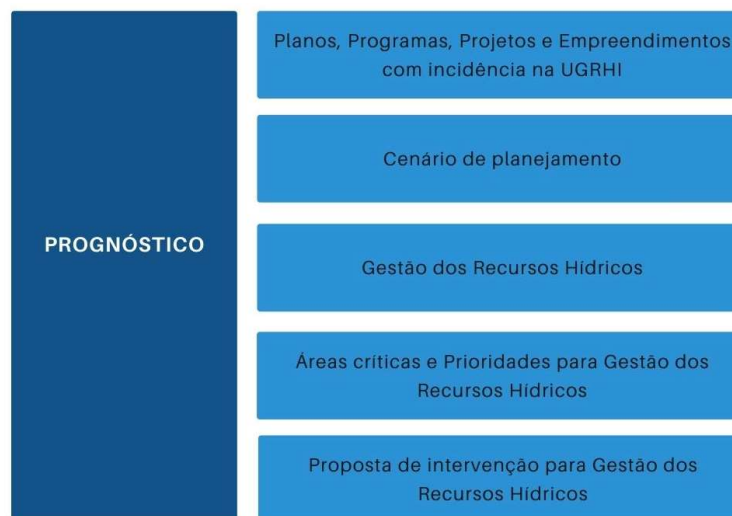 PROGNÓSTICO
Planos, Programas, Projetos e Empreendimentos
com incidência na UGRHI
Cenário de planejamento
Gestão dos Recursos Hídricos
Áreas críticas e Prioridades para Gestão dos
Recursos Hídricos
Proposta de intervenção para Gestão dos
Recursos Hídricos